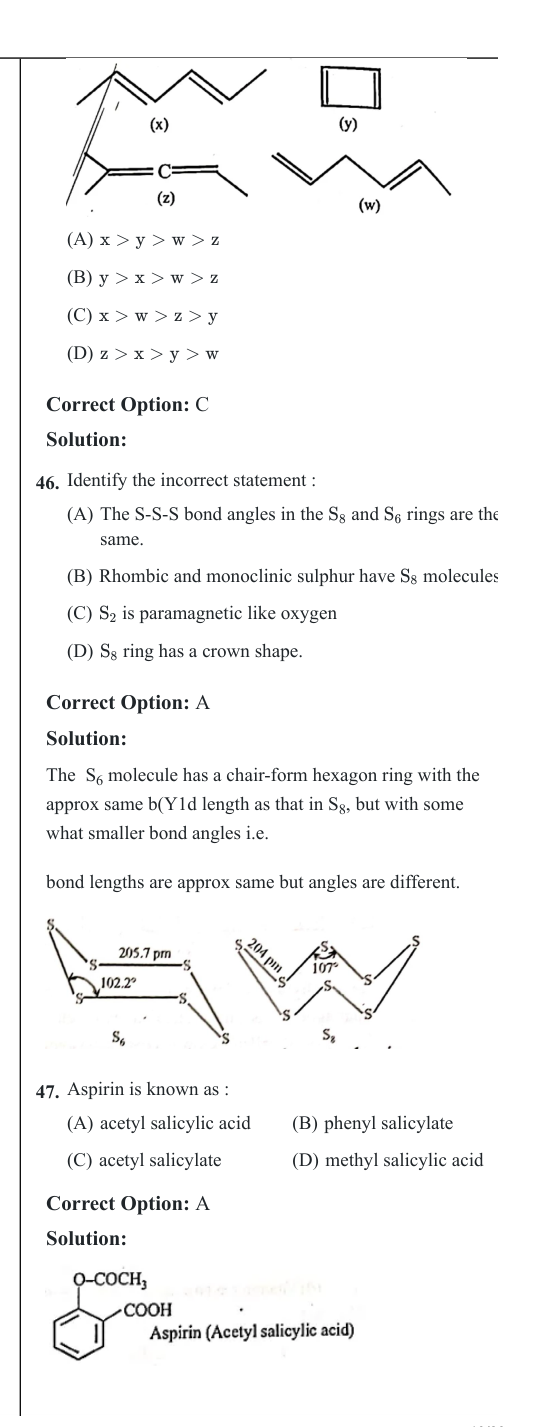 (x)
(y)
C
(z)
(w)
(A) x > y > w > z
(B) y > x > w > z
(C) x > w > z > y
(D) z > x > y > w
Correct Option: C
Solution:
46. Identify the incorrect statement :
(A) The S-S-S bond angles in the S₈ and S₆ rings are the
same.
(B) Rhombic and monoclinic sulphur have S₈ molecules
(C) S₂ is paramagnetic like oxygen
(D) S₈ ring has a crown shape.
Correct Option: A
Solution:
The S₆ molecule has a chair-form hexagon ring with the
approx same b(Y1d length as that in S₈, but with some
what smaller bond angles i.e.
bond lengths are approx same but angles are different.
S
S
205.7 pm
S
102.2°
S
S
S
S₆
S
204 pm
S
S
107°
S
S
S
S
S
S₈
47. Aspirin is known as :
(A) acetyl salicylic acid (B) phenyl salicylate
(C) acetyl salicylate (D) methyl salicylic acid
Correct Option: A
Solution:
O–COCH₃
COOH
Aspirin (Acetyl salicylic acid)